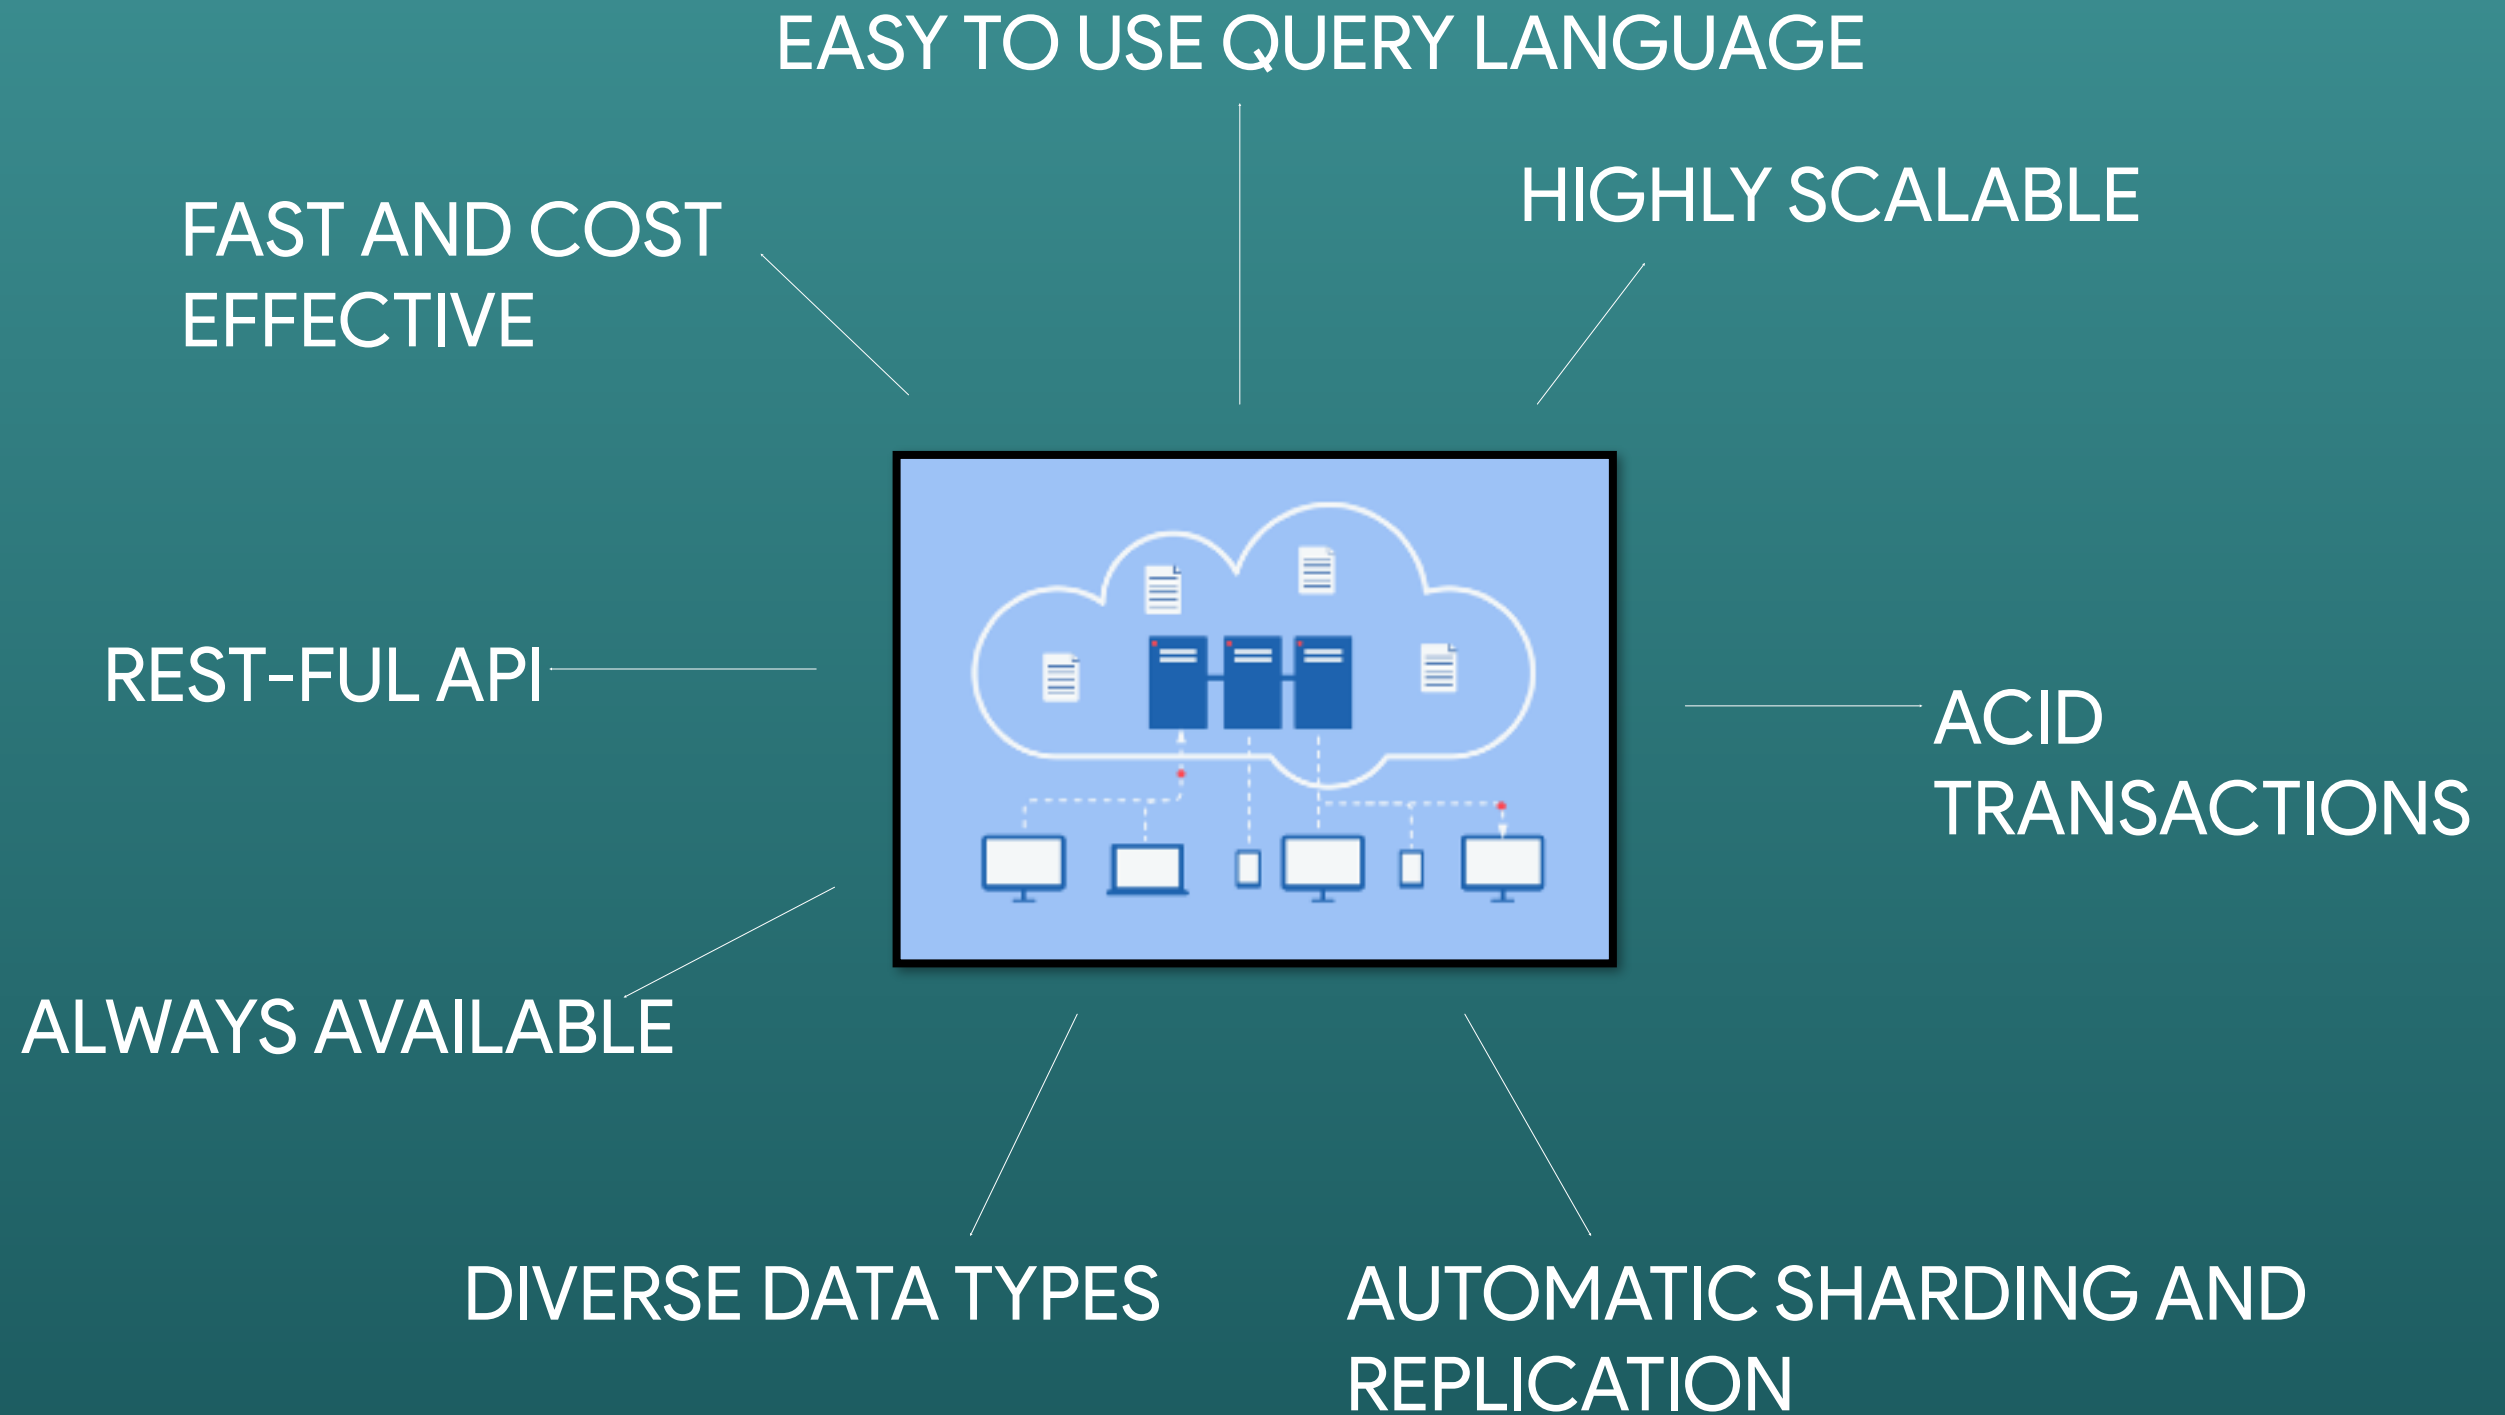 EASY TO USE QUERY LANGUAGE
HIGHLY SCALABLE
FAST AND COST
EFFECTIVE
REST-FUL API
ACID
TRANSACTIONS
ALWAYS AVAILABLE
DIVERSE DATA TYPES
AUTOMATIC SHARDING AND
REPLICATION